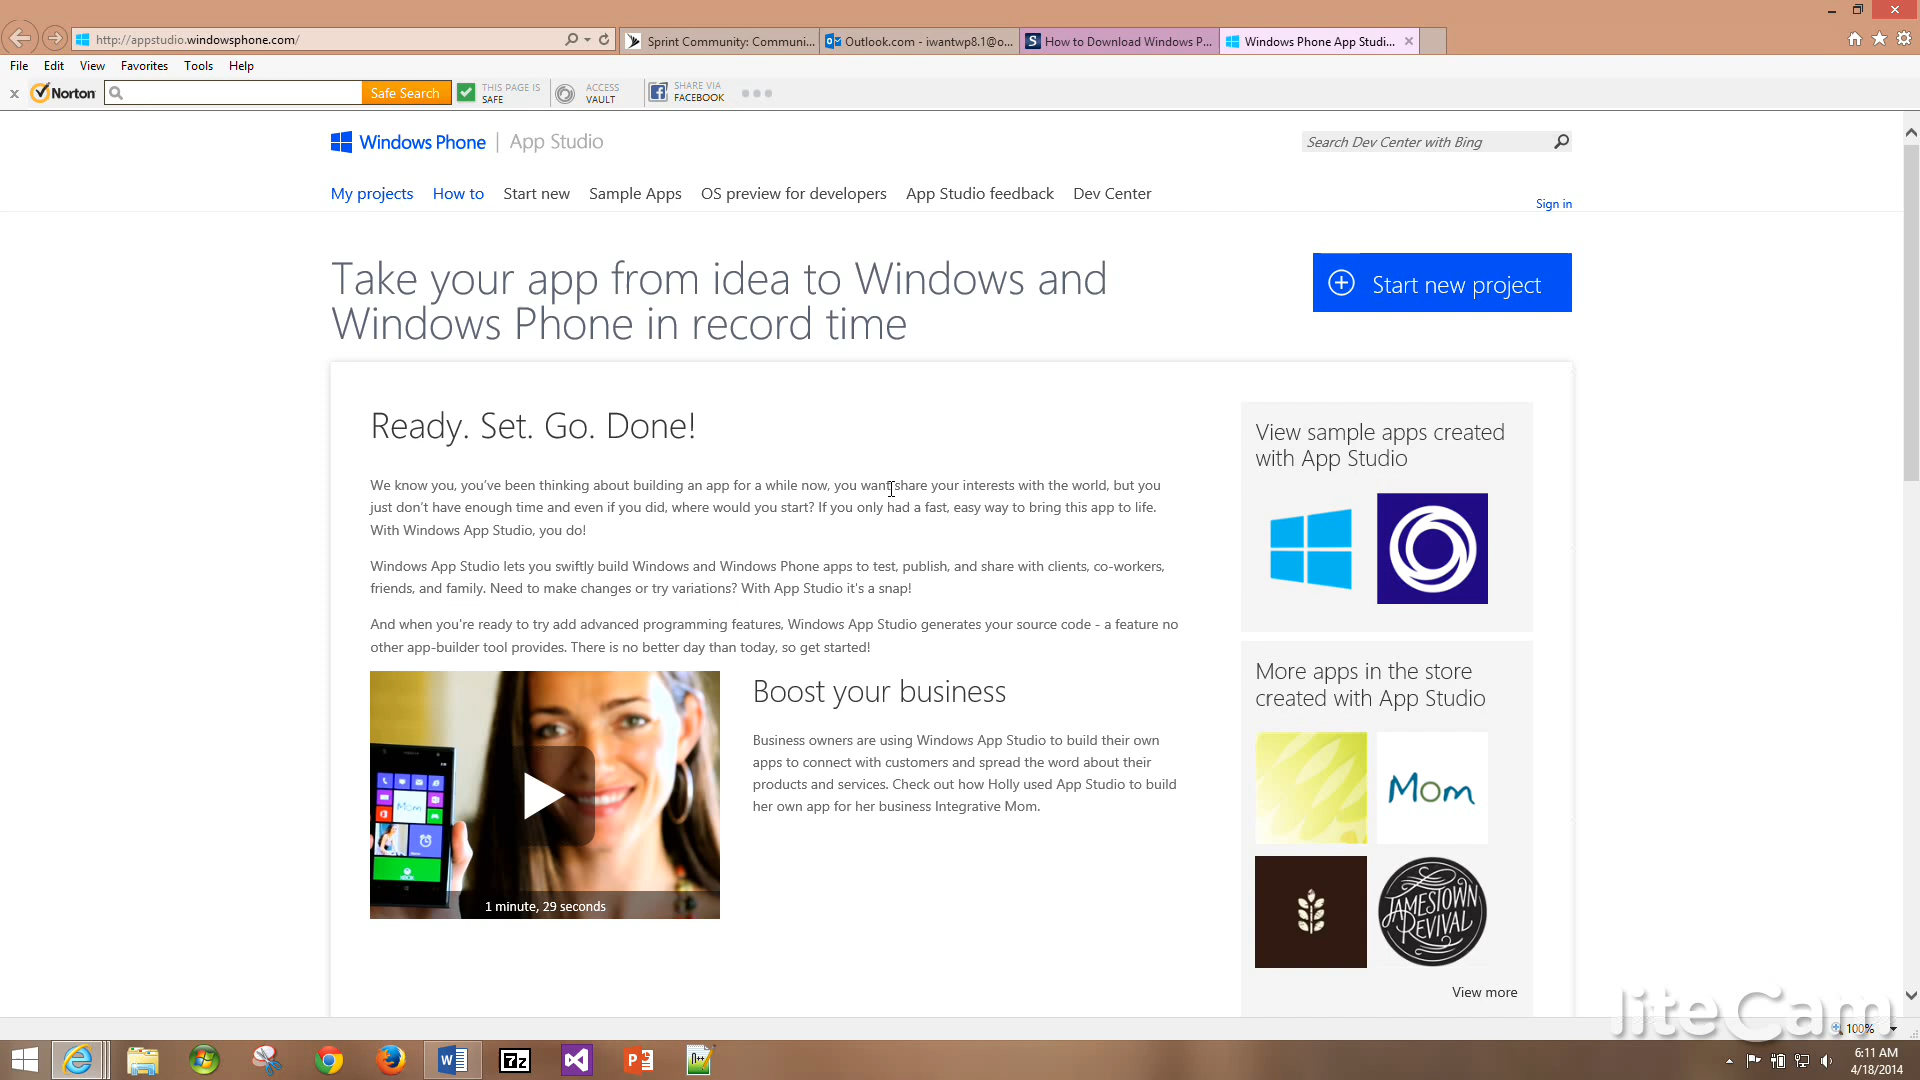 http://appstudio.windowsphone.com/
Sprint Community: Communi...
Outlook.com - iwantwp8.1@o...
How to Download Windows P...
Windows Phone App Studi...
File Edit View Favorites Tools Help
Norton
Safe Search
THIS PAGE IS
SAFE
ACCESS
VAULT
SHARE VIA
FACEBOOK
Windows Phone | App Studio
Search Dev Center with Bing
My projects How to Start new Sample Apps OS preview for developers App Studio feedback Dev Center
Sign in
Take your app from idea to Windows and
Windows Phone in record time
Start new project
Ready. Set. Go. Done!
We know you, you've been thinking about building an app for a while now, you want share your interests with the world, but you
just don't have enough time and even if you did, where would you start? If you only had a fast, easy way to bring this app to life.
With Windows App Studio, you do!
Windows App Studio lets you swiftly build Windows and Windows Phone apps to test, publish, and share with clients, co-workers,
friends, and family. Need to make changes or try variations? With App Studio it's a snap!
And when you're ready to try add advanced programming features, Windows App Studio generates your source code - a feature no
other app-builder tool provides. There is no better day than today, so get started!
Mom
1 minute, 29 seconds
Boost your business
Business owners are using Windows App Studio to build their own
apps to connect with customers and spread the word about their
products and services. Check out how Holly used App Studio to build
her own app for her business Integrative Mom.
View sample apps created
with App Studio
More apps in the store
created with App Studio
Mom
JAMESTOWN
REVIVAL
View more
liteCam
100%
7z
6:11 AM
4/18/2014